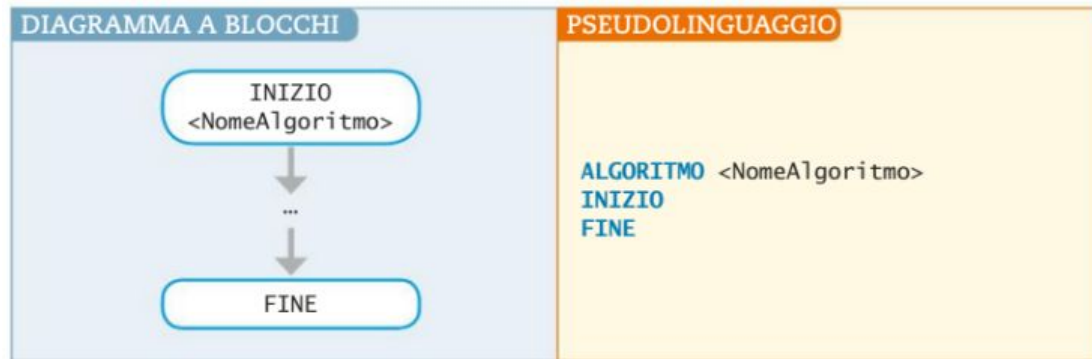 DIAGRAMMA A BLOCCHI
INIZIO
<NomeAlgoritmo>
...
FINE
PSEUDOLINGUAGGIO
ALGORITMO <NomeAlgoritmo>
INIZIO
FINE